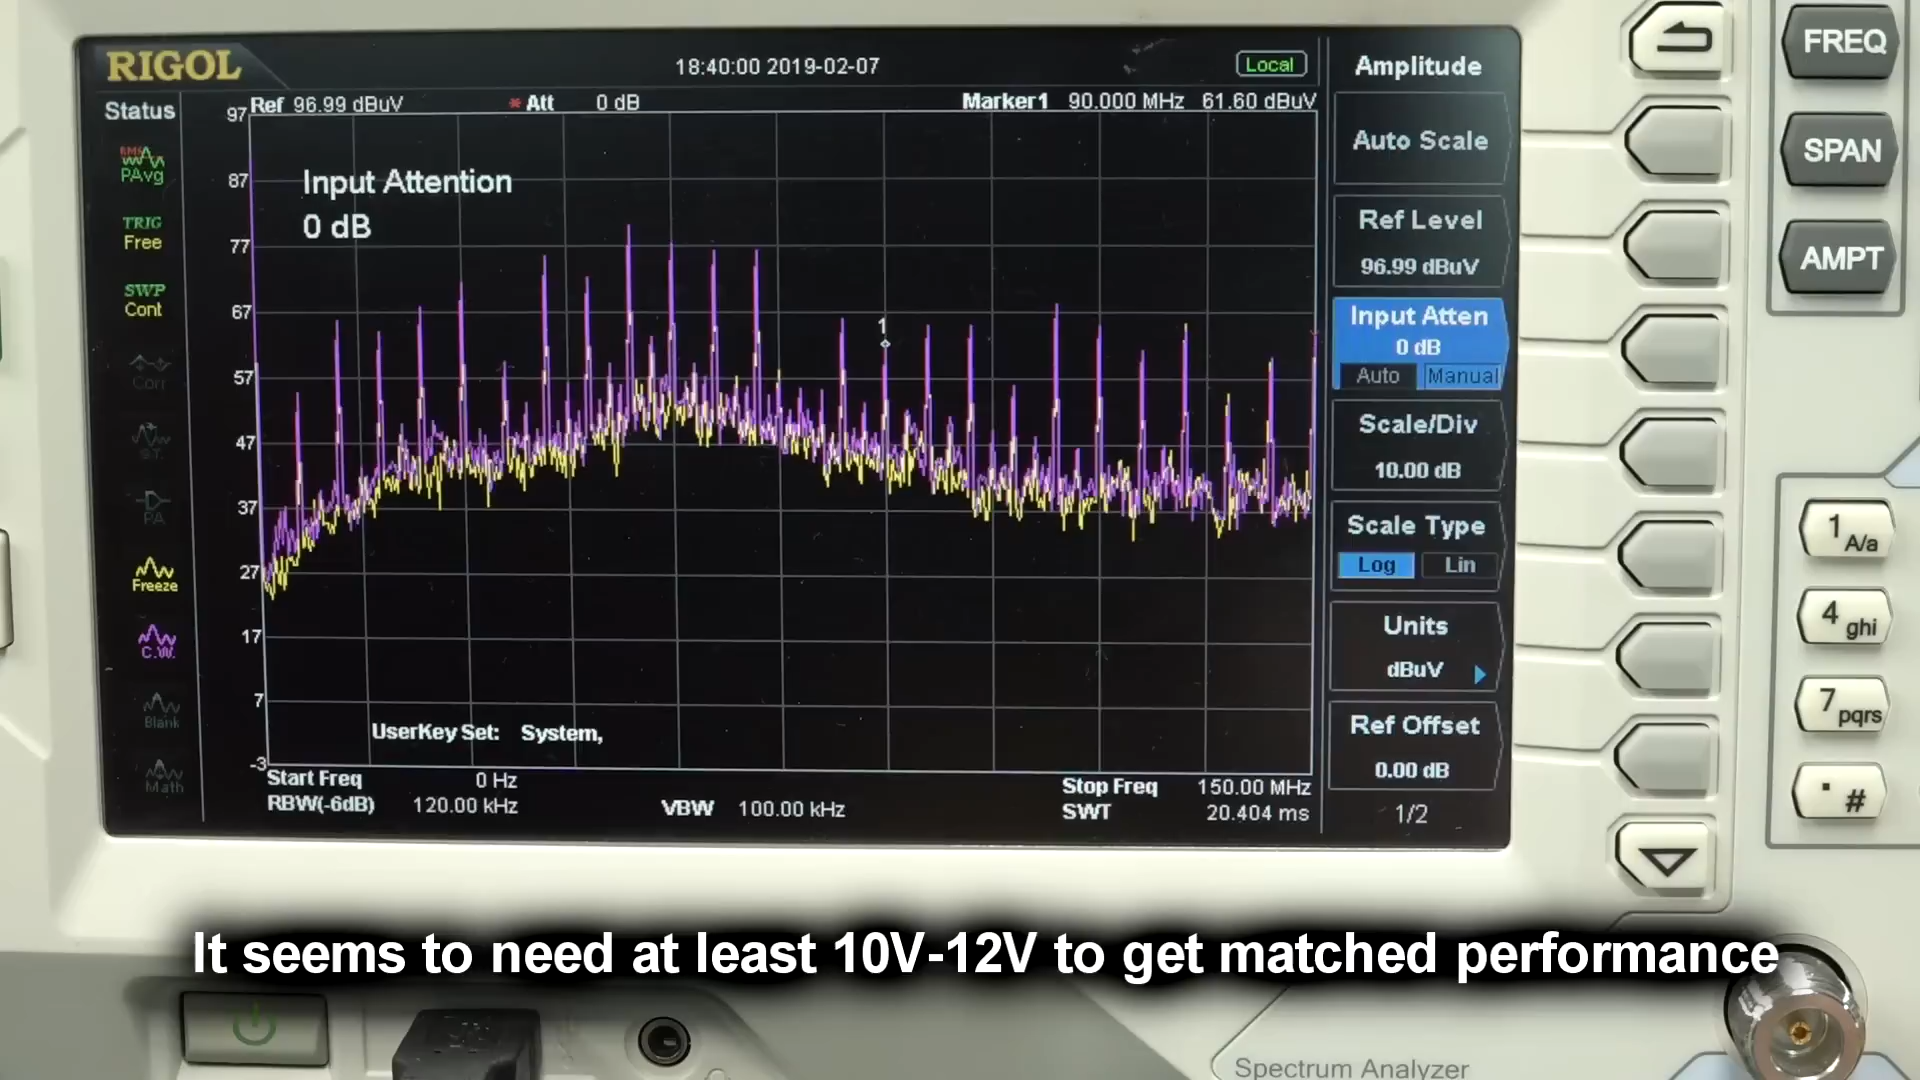 RIGOL
18:40:00 2019-02-07
Local
Status
Ref 96.99 dBuV
* Att 0 dB
Marker1 90.000 MHz 61.60 dBuV
RMS
PAvg
TRIG
Free
SWP
Cont
Corr
PA
Freeze
C.W.
Blank
Math
97
87
77
67
57
47
37
27
17
7
-3
Input Attention
0 dB
1
UserKey Set: System,
Start Freq 0 Hz
Stop Freq 150.00 MHz
RBW(-6dB) 120.00 kHz
VBW 100.00 kHz
SWT 20.404 ms
Amplitude
Auto Scale
Ref Level
96.99 dBuV
Input Atten
0 dB
Auto Manual
Scale/Div
10.00 dB
Scale Type
Log Lin
Units
dBuV
Ref Offset
0.00 dB
1/2
FREQ
SPAN
AMPT
1 A/a
4 ghi
7 pqrs
. #
It seems to need at least 10V-12V to get matched performance
Spectrum Analyzer